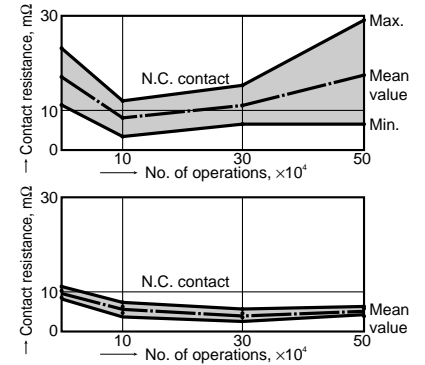 → Contact resistance, mΩ
30
10
0
N.C. contact
Max.
Mean
value
Min.
10
30
50
→ No. of operations, ×10⁴
→ Contact resistance, mΩ
30
10
0
N.C. contact
Mean
value
10
30
50
→ No. of operations, ×10⁴